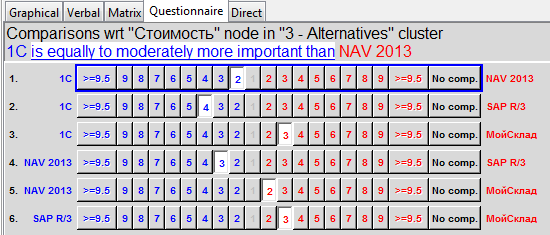 Graphical Verbal Matrix Questionnaire Direct
Comparisons wrt "Стоимость" node in "3 - Alternatives" cluster
1C is equally to moderately more important than NAV 2013
1. 1C >=9.5 9 8 7 6 5 4 3 2 1 2 3 4 5 6 7 8 9 >=9.5 No comp. NAV 2013
2. 1C >=9.5 9 8 7 6 5 4 3 2 1 2 3 4 5 6 7 8 9 >=9.5 No comp. SAP R/3
3. 1C >=9.5 9 8 7 6 5 4 3 2 1 2 3 4 5 6 7 8 9 >=9.5 No comp. МойСклад
4. NAV 2013 >=9.5 9 8 7 6 5 4 3 2 1 2 3 4 5 6 7 8 9 >=9.5 No comp. SAP R/3
5. NAV 2013 >=9.5 9 8 7 6 5 4 3 2 1 2 3 4 5 6 7 8 9 >=9.5 No comp. МойСклад
6. SAP R/3 >=9.5 9 8 7 6 5 4 3 2 1 2 3 4 5 6 7 8 9 >=9.5 No comp. МойСклад